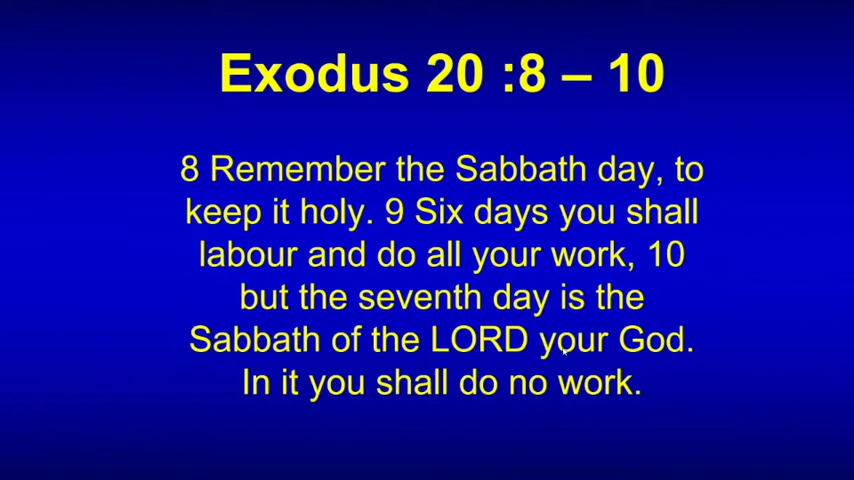 Exodus 20 :8 – 10
8 Remember the Sabbath day, to
keep it holy. 9 Six days you shall
labour and do all your work, 10
but the seventh day is the
Sabbath of the LORD your God.
In it you shall do no work.